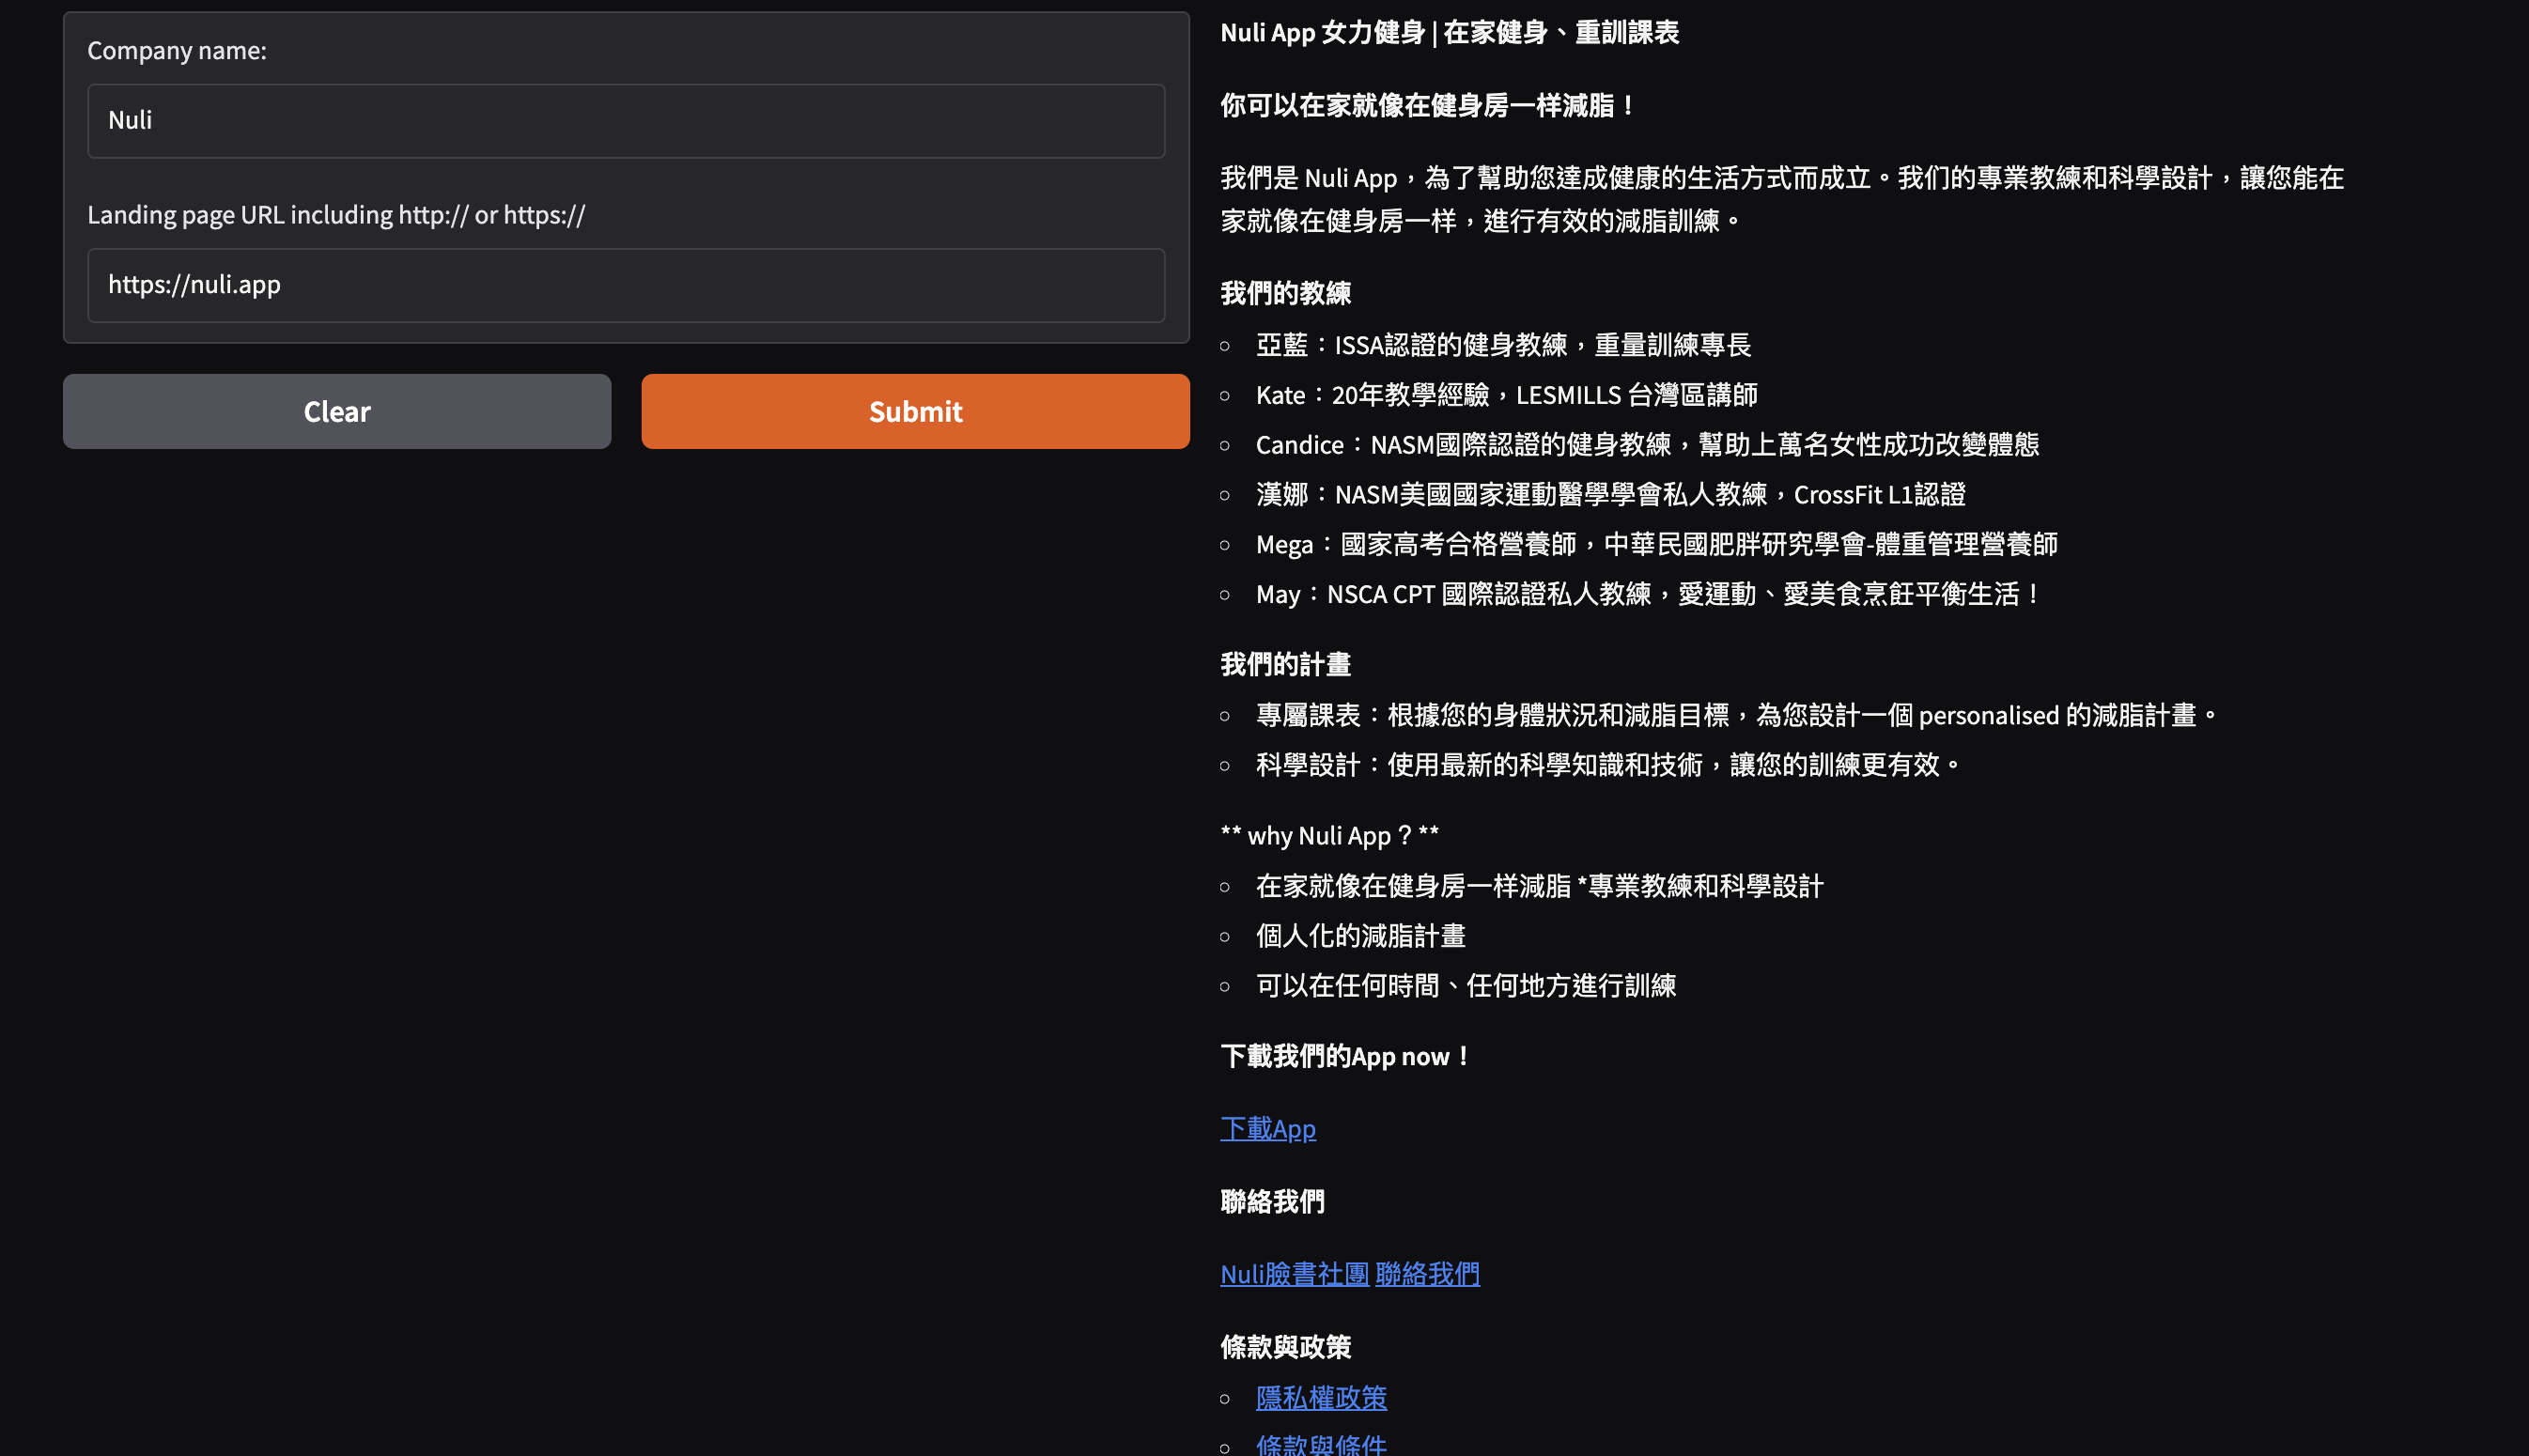 Company name:
Nuli
Landing page URL including http:// or https://
https://nuli.app
Clear
Submit
Nuli App 女力健身 | 在家健身、重訓課表
你可以在家就像在健身房一样減脂！
我們是 Nuli App，為了幫助您達成健康的生活方式而成立。我们的專業教練和科學設計，讓您能在
家就像在健身房一样，進行有效的減脂訓練。
我們的教練
亞藍：ISSA認證的健身教練，重量訓練專長
Kate：20年教學經驗，LESMILLS 台灣區講師
Candice：NASM國際認證的健身教練，幫助上萬名女性成功改變體態
漢娜：NASM美國國家運動醫學學會私人教練，CrossFit L1認證
Mega：國家高考合格營養師，中華民國肥胖研究學會-體重管理營養師
May：NSCA CPT 國際認證私人教練，愛運動、愛美食烹飪平衡生活！
我們的計畫
專屬課表：根據您的身體狀況和減脂目標，為您設計一個 personalised 的減脂計畫。
科學設計：使用最新的科學知識和技術，讓您的訓練更有效。
** why Nuli App？**
在家就像在健身房一样減脂 *專業教練和科學設計
個人化的減脂計畫
可以在任何時間、任何地方進行訓練
下載我們的App now！
下載App
聯絡我們
Nuli臉書社團 聯絡我們
條款與政策
隱私權政策
條款與條件